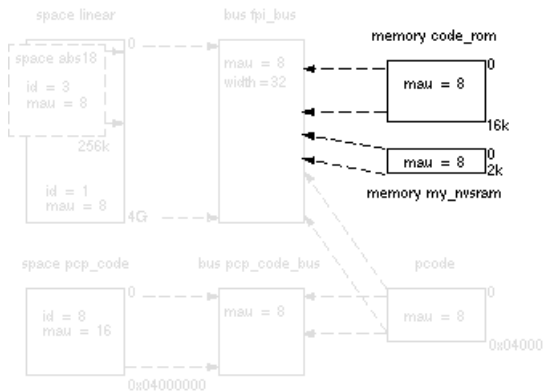 space linear
bus fpi_bus
memory code_rom
0
space abs18
id = 3
mau = 8
256k
id = 1
mau = 8
4G
mau = 8
width = 32
0
mau = 8
16k
0
mau = 8
2k
memory my_nvsram
space pcp_code
bus pcp_code_bus
pcode
0
id = 8
mau = 16
0x04000000
mau = 8
0
mau = 8
0x04000